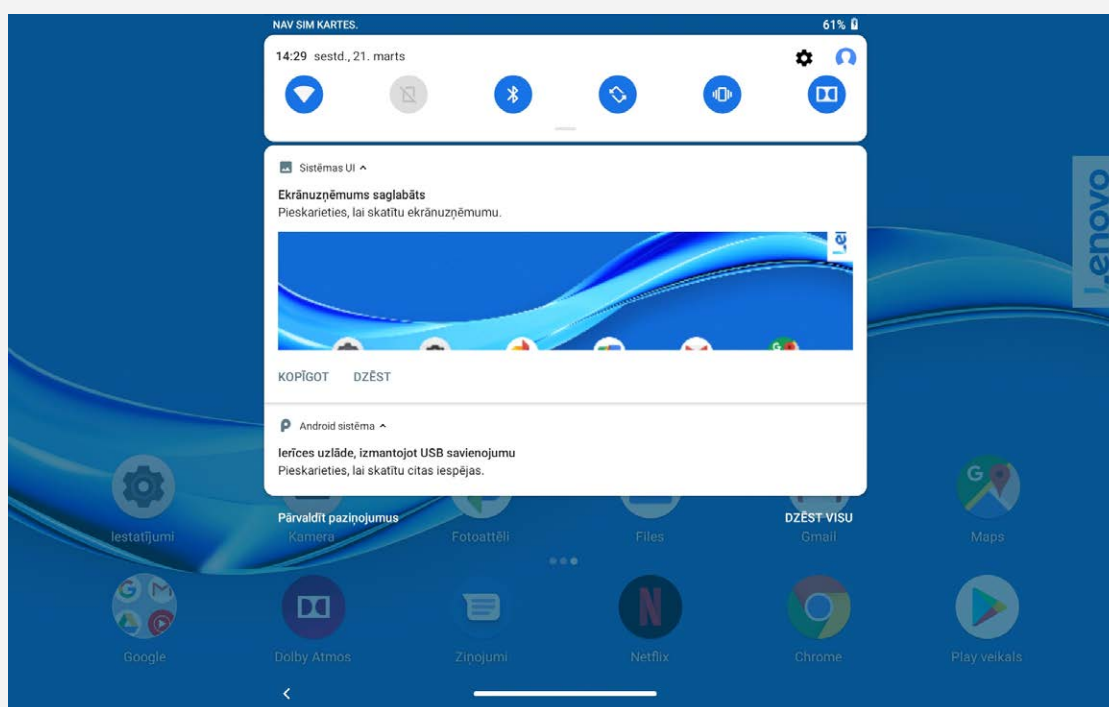 NAV SIM KARTES.
61%
14:29 sestd., 21. marts
Sistēmas UI
Ekrānuzņēmums saglabāts
Pieskarieties, lai skatītu ekrānuzņēmumu.
KOPĪGOT DZĒST
Android sistēma
Ierīces uzlāde, izmantojot USB savienojumu
Pieskarieties, lai skatītu citas iespējas.
Pārvaldīt paziņojumus
DZĒST VISU
Iestatījumi
Kamera
Fotoattēli
Files
Gmail
Maps
Google
Dolby Atmos
Ziņojumi
Netflix
Chrome
Play veikals
Lenovo